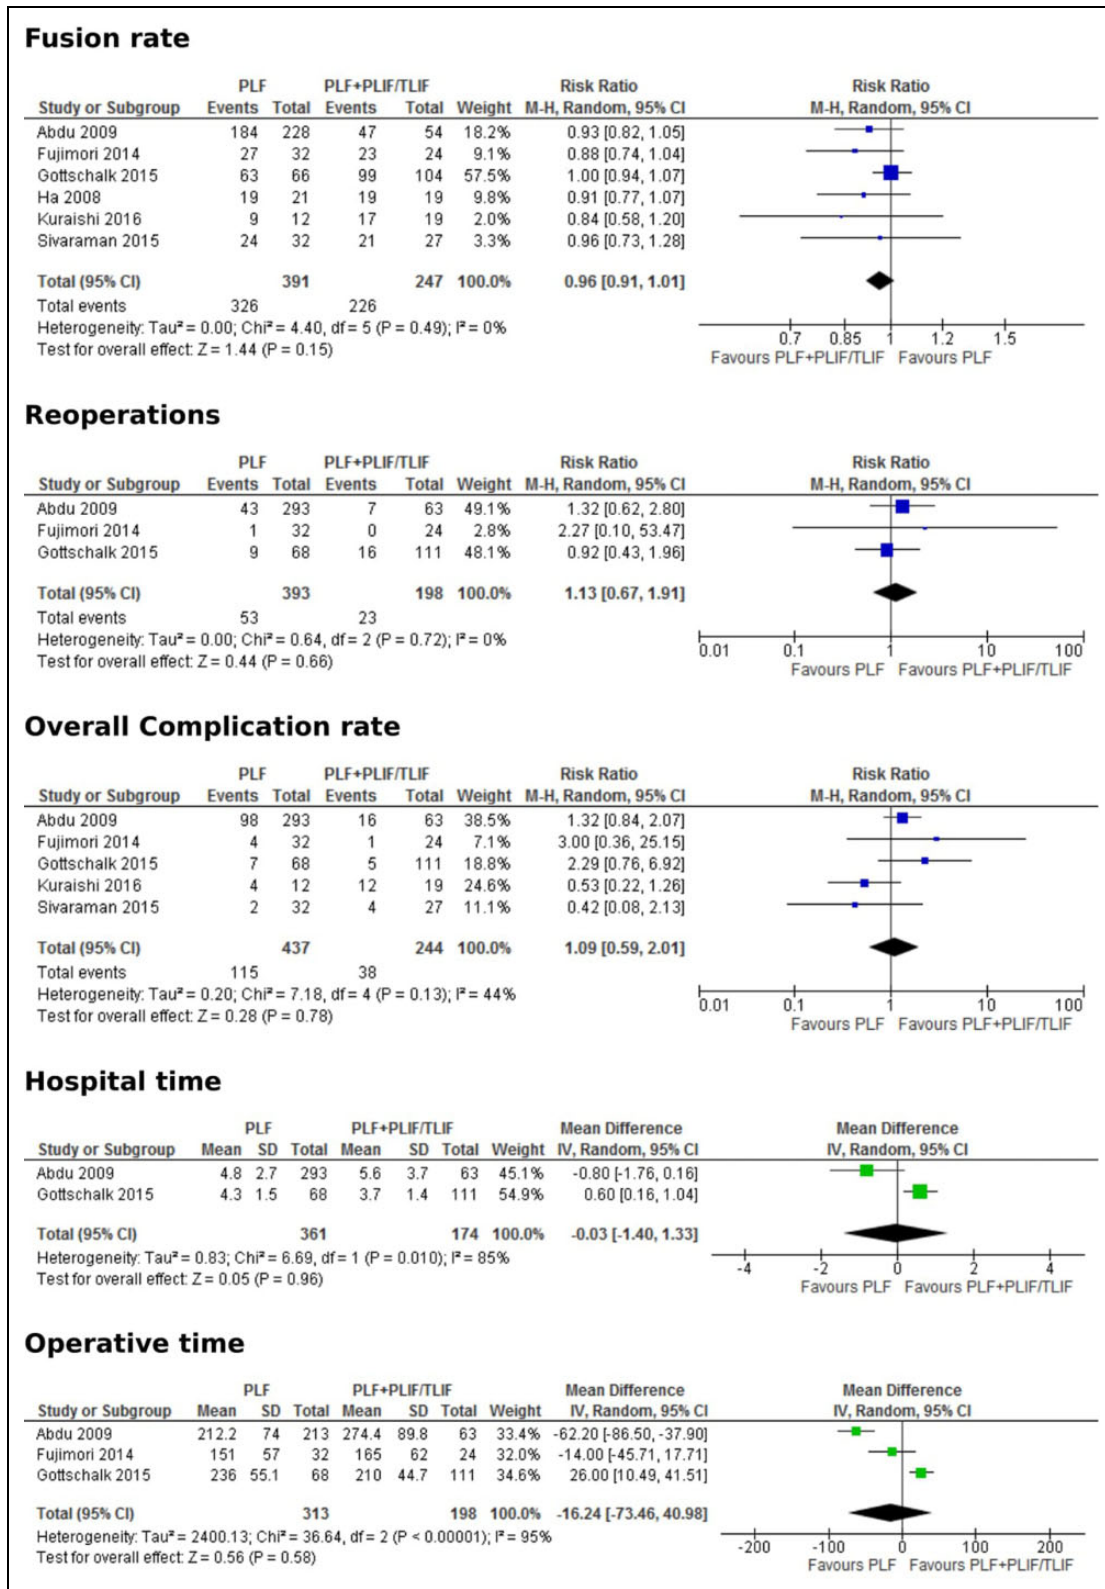 Fusion rate
PLF PLF+PLIF/TLIF Risk Ratio Risk Ratio
Study or Subgroup Events Total Events Total Weight M-H, Random, 95% CI M-H, Random, 95% CI
Abdu 2009 184 228 47 54 18.2% 0.93 [0.82, 1.05]
Fujimori 2014 27 32 23 24 9.1% 0.88 [0.74, 1.04]
Gottschalk 2015 63 66 99 104 57.5% 1.00 [0.94, 1.07]
Ha 2008 19 21 19 19 9.8% 0.91 [0.77, 1.07]
Kuraishi 2016 9 12 17 19 2.0% 0.84 [0.58, 1.20]
Sivaraman 2015 24 32 21 27 3.3% 0.96 [0.73, 1.28]
Total (95% CI) 391 247 100.0% 0.96 [0.91, 1.01]
Total events 326 226
Heterogeneity: Tau² = 0.00; Chi² = 4.40, df = 5 (P = 0.49); I² = 0%
Test for overall effect: Z = 1.44 (P = 0.15)
0.7 0.85 1 1.2 1.5
Favours PLF+PLIF/TLIF Favours PLF
Reoperations
PLF PLF+PLIF/TLIF Risk Ratio Risk Ratio
Study or Subgroup Events Total Events Total Weight M-H, Random, 95% CI M-H, Random, 95% CI
Abdu 2009 43 293 7 63 49.1% 1.32 [0.62, 2.80]
Fujimori 2014 1 32 0 24 2.8% 2.27 [0.10, 53.47]
Gottschalk 2015 9 68 16 111 48.1% 0.92 [0.43, 1.96]
Total (95% CI) 393 198 100.0% 1.13 [0.67, 1.91]
Total events 53 23
Heterogeneity: Tau² = 0.00; Chi² = 0.64, df = 2 (P = 0.72); I² = 0%
Test for overall effect: Z = 0.44 (P = 0.66)
0.01 0.1 1 10 100
Favours PLF Favours PLF+PLIF/TLIF
Overall Complication rate
PLF PLF+PLIF/TLIF Risk Ratio Risk Ratio
Study or Subgroup Events Total Events Total Weight M-H, Random, 95% CI M-H, Random, 95% CI
Abdu 2009 98 293 16 63 38.5% 1.32 [0.84, 2.07]
Fujimori 2014 4 32 1 24 7.1% 3.00 [0.36, 25.15]
Gottschalk 2015 7 68 5 111 18.8% 2.29 [0.76, 6.92]
Kuraishi 2016 4 12 12 19 24.6% 0.53 [0.22, 1.26]
Sivaraman 2015 2 32 4 27 11.1% 0.42 [0.08, 2.13]
Total (95% CI) 437 244 100.0% 1.09 [0.59, 2.01]
Total events 115 38
Heterogeneity: Tau² = 0.20; Chi² = 7.18, df = 4 (P = 0.13); I² = 44%
Test for overall effect: Z = 0.28 (P = 0.78)
0.01 0.1 1 10 100
Favours PLF Favours PLF+PLIF/TLIF
Hospital time
PLF PLF+PLIF/TLIF Mean Difference Mean Difference
Study or Subgroup Mean SD Total Mean SD Total Weight IV, Random, 95% CI IV, Random, 95% CI
Abdu 2009 4.8 2.7 293 5.6 3.7 63 45.1% -0.80 [-1.76, 0.16]
Gottschalk 2015 4.3 1.5 68 3.7 1.4 111 54.9% 0.60 [0.16, 1.04]
Total (95% CI) 361 174 100.0% -0.03 [-1.40, 1.33]
Heterogeneity: Tau² = 0.83; Chi² = 6.69, df = 1 (P = 0.010); I² = 85%
Test for overall effect: Z = 0.05 (P = 0.96)
-4 -2 0 2 4
Favours PLF Favours PLF+PLIF/TLIF
Operative time
PLF PLF+PLIF/TLIF Mean Difference Mean Difference
Study or Subgroup Mean SD Total Mean SD Total Weight IV, Random, 95% CI IV, Random, 95% CI
Abdu 2009 212.2 74 213 274.4 89.8 63 33.4% -62.20 [-86.50, -37.90]
Fujimori 2014 151 57 32 165 62 24 32.0% -14.00 [-45.71, 17.71]
Gottschalk 2015 236 55.1 68 210 44.7 111 34.6% 26.00 [10.49, 41.51]
Total (95% CI) 313 198 100.0% -16.24 [-73.46, 40.98]
Heterogeneity: Tau² = 2400.13; Chi² = 36.64, df = 2 (P < 0.00001); I² = 95%
Test for overall effect: Z = 0.56 (P = 0.58)
-200 -100 0 100 200
Favours PLF Favours PLF+PLIF/TLIF